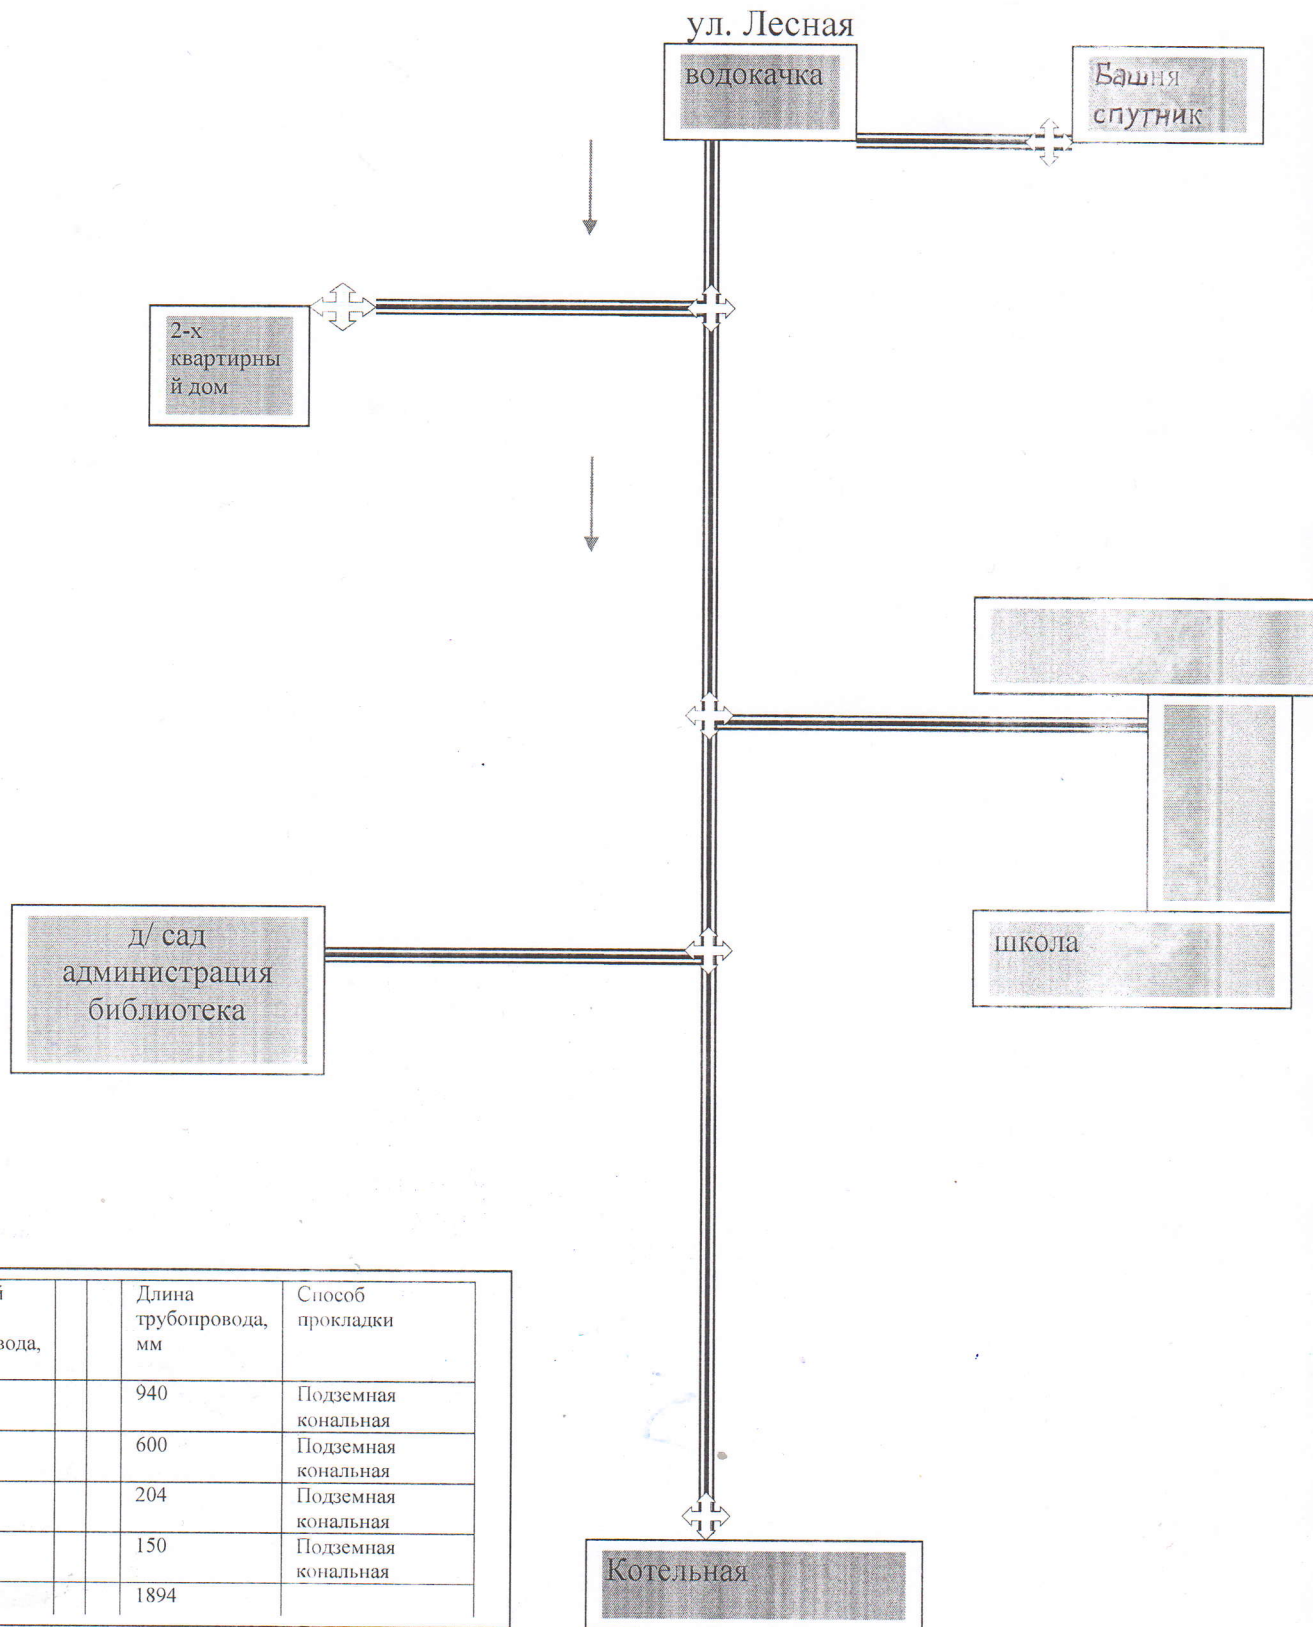 ул. Лесная
водокачка
Башня
спутник
2-х
квартирны
й дом
школа
д/ сад
администрация
библиотека
й
вода,
Длина
трубопровода,
мм
Способ
прокладки
940
Подземная
кональная
600
Подземная
кональная
204
Подземная
кональная
150
Подземная
кональная
1894
Котельная